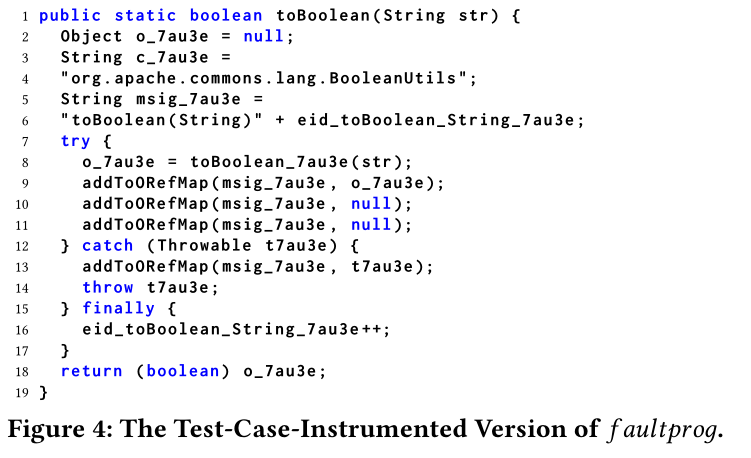 1 public static boolean toBoolean(String str) {
2 Object o_7au3e = null;
3 String c_7au3e =
4 "org.apache.commons.lang.BooleanUtils";
5 String msig_7au3e =
6 "toBoolean(String)" + eid_toBoolean_String_7au3e;
7 try {
8 o_7au3e = toBoolean_7au3e(str);
9 addToORefMap(msig_7au3e, o_7au3e);
10 addToORefMap(msig_7au3e, null);
11 addToORefMap(msig_7au3e, null);
12 } catch (Throwable t7au3e) {
13 addToORefMap(msig_7au3e, t7au3e);
14 throw t7au3e;
15 } finally {
16 eid_toBoolean_String_7au3e++;
17 }
18 return (boolean) o_7au3e;
19 }
Figure 4: The Test-Case-Instrumented Version of faultprog.